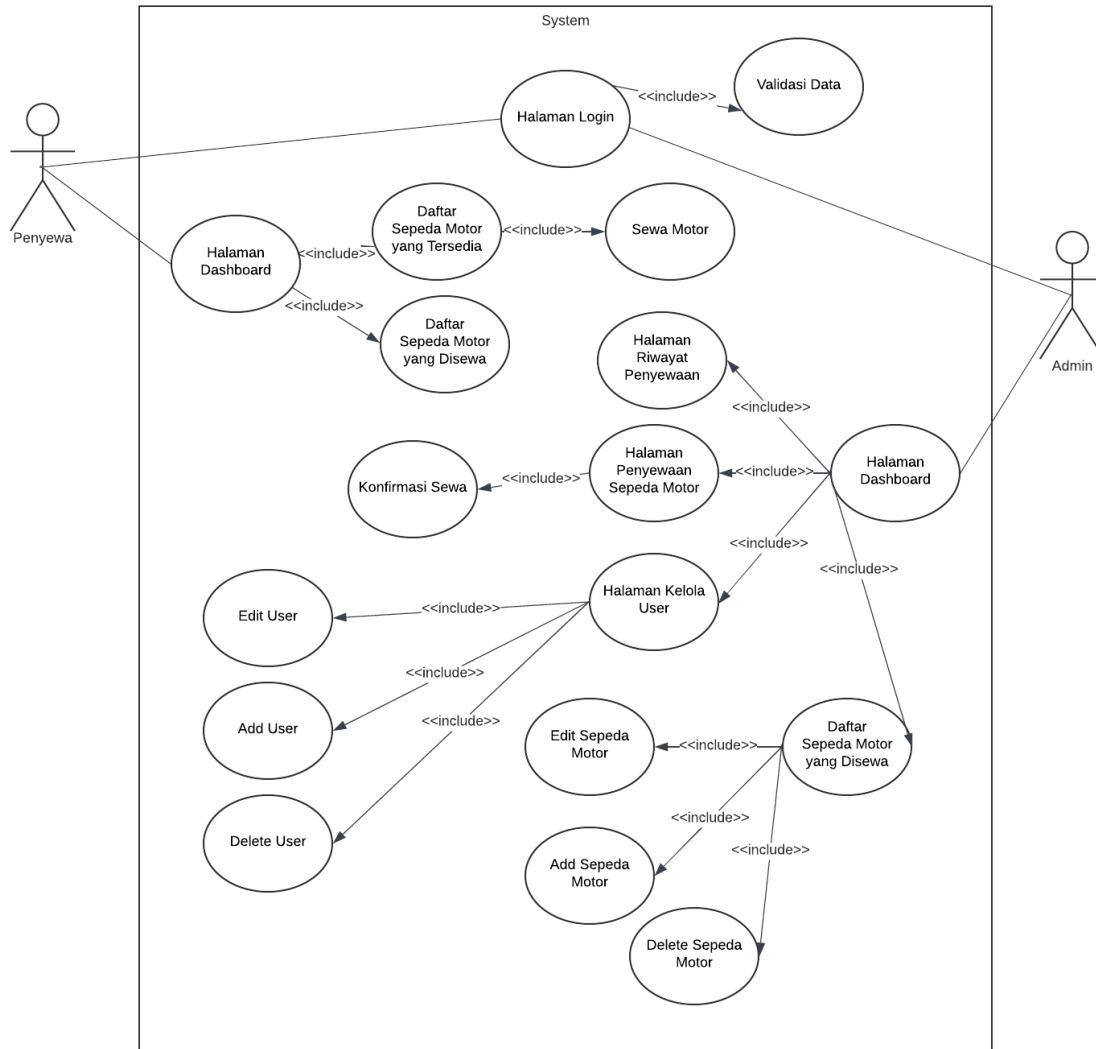 System
Validasi Data
<<include>>
Halaman Login
Penyewa
Daftar
Sepeda Motor
yang Tersedia
<<include>>
Sewa Motor
Halaman
Dashboard
<<include>>
<<include>>
Daftar
Sepeda Motor
yang Disewa
Halaman
Riwayat
Penyewaan
Admin
<<include>>
Halaman
Penyewaan
Sepeda Motor
<<include>>
Halaman
Dashboard
Konfirmasi Sewa
<<include>>
<<include>>
<<include>>
Halaman Kelola
User
Edit User
<<include>>
<<include>>
Add User
<<include>>
Delete User
Daftar
Sepeda Motor
yang Disewa
Edit Sepeda
Motor
<<include>>
<<include>>
<<include>>
Add Sepeda
Motor
Delete Sepeda
Motor